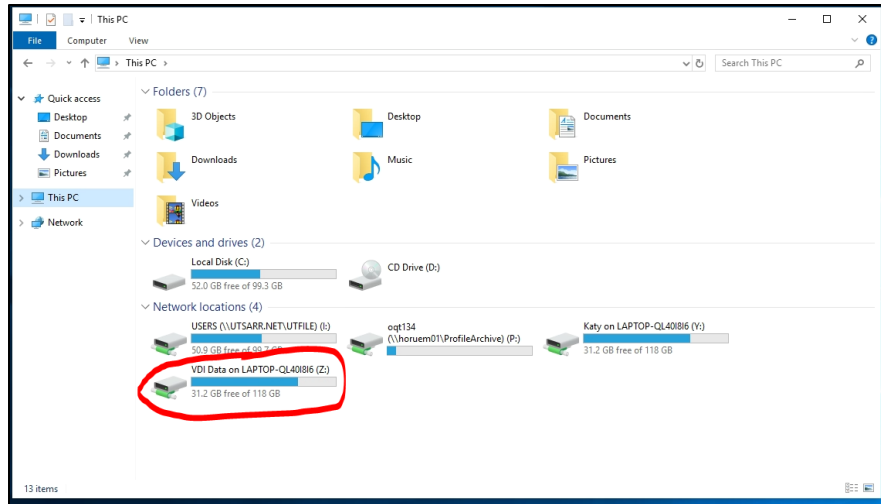 This PC
File Computer View
This PC
Search This PC
Quick access
Desktop
Documents
Downloads
Pictures
This PC
Network
Folders (7)
3D Objects
Desktop
Documents
Downloads
Music
Pictures
Videos
Devices and drives (2)
Local Disk (C:)
52.0 GB free of 99.3 GB
CD Drive (D:)
Network locations (4)
USERS (\\UTSARR.NET\UTFILE) (I:)
50.9 GB free of 99.7 GB
oqt134
(\\horuem01\ProfileArchive) (P:)
Katy on LAPTOP-QL40I8I6 (Y:)
31.2 GB free of 118 GB
VDI Data on LAPTOP-QL40I8I6 (Z:)
31.2 GB free of 118 GB
13 items